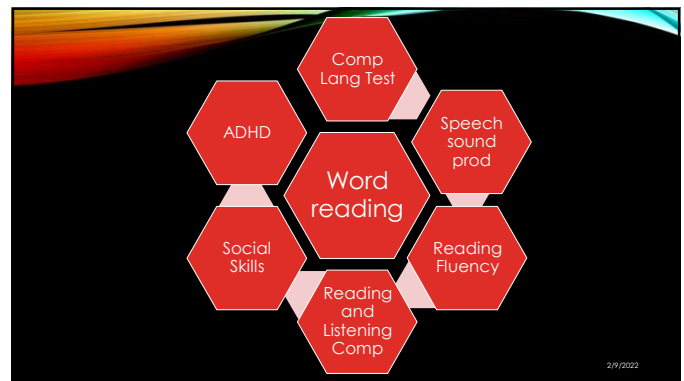 Comp
Lang Test
Speech
sound
prod
ADHD
Word
reading
Reading
Fluency
Social
Skills
Reading
and
Listening
Comp
2/9/2022